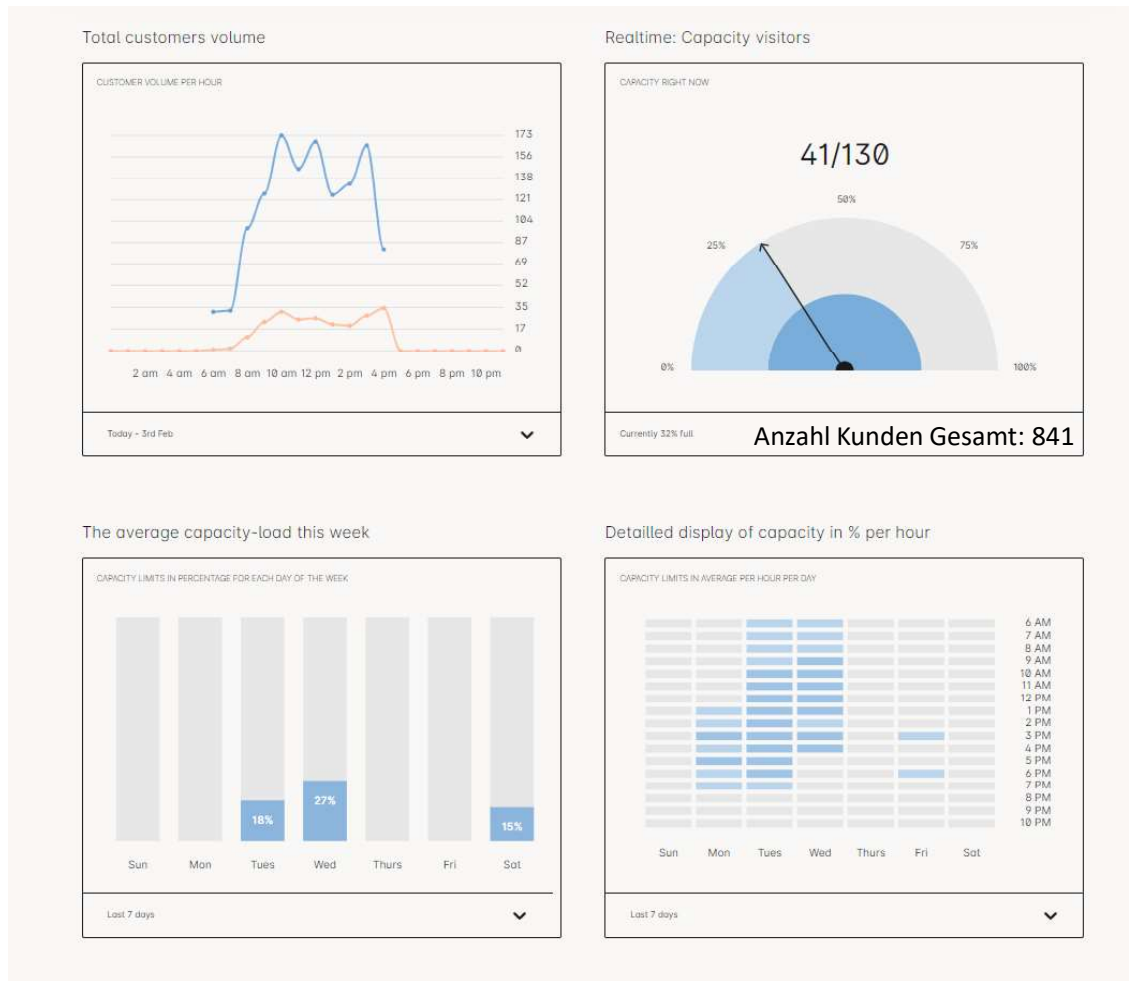 Total customers volume
CUSTOMER VOLUME PER HOUR
173
156
138
121
104
87
69
52
35
17
0
2 am 4 am 6 am 8 am 10 am 12 pm 2 pm 4 pm 6 pm 8 pm 10 pm
Today - 3rd Feb
Realtime: Capacity visitors
CAPACITY RIGHT NOW
41/130
50%
25%
75%
0%
100%
Currently 32% full
Anzahl Kunden Gesamt: 841
The average capacity-load this week
CAPACITY LIMITS IN PERCENTAGE FOR EACH DAY OF THE WEEK
27%
18%
15%
Sun Mon Tues Wed Thurs Fri Sat
Last 7 days
Detailled display of capacity in % per hour
CAPACITY LIMITS IN AVERAGE PER HOUR PER DAY
6 AM
7 AM
8 AM
9 AM
10 AM
11 AM
12 PM
1 PM
2 PM
3 PM
4 PM
5 PM
6 PM
7 PM
8 PM
9 PM
10 PM
Sun Mon Tues Wed Thurs Fri Sat
Last 7 days